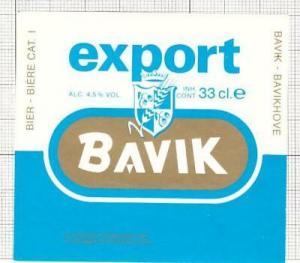 export
ALC. 4,5% VOL.
INH.
CONT. 33 cl.e
BAVIK
BIER - BIÈRE CAT. I
BAVIK - BAVIKHOVE